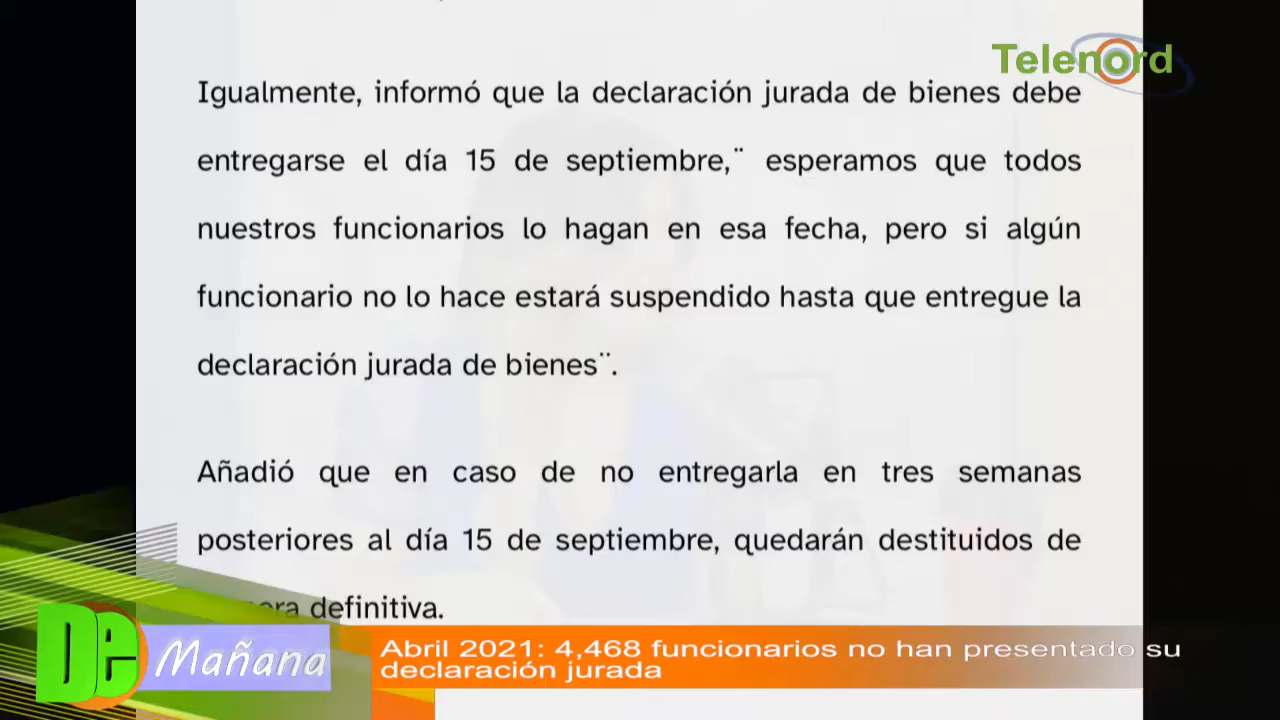 Telenord
Igualmente, informó que la declaración jurada de bienes debe
entregarse el día 15 de septiembre,¨ esperamos que todos
nuestros funcionarios lo hagan en esa fecha, pero si algún
funcionario no lo hace estará suspendido hasta que entregue la
declaración jurada de bienes¨.
Añadió que en caso de no entregarla en tres semanas
posteriores al día 15 de septiembre, quedarán destituidos de
definitiva.
De Mañana
Abril 2021: 4,468 funcionarios no han presentado su
declaración jurada